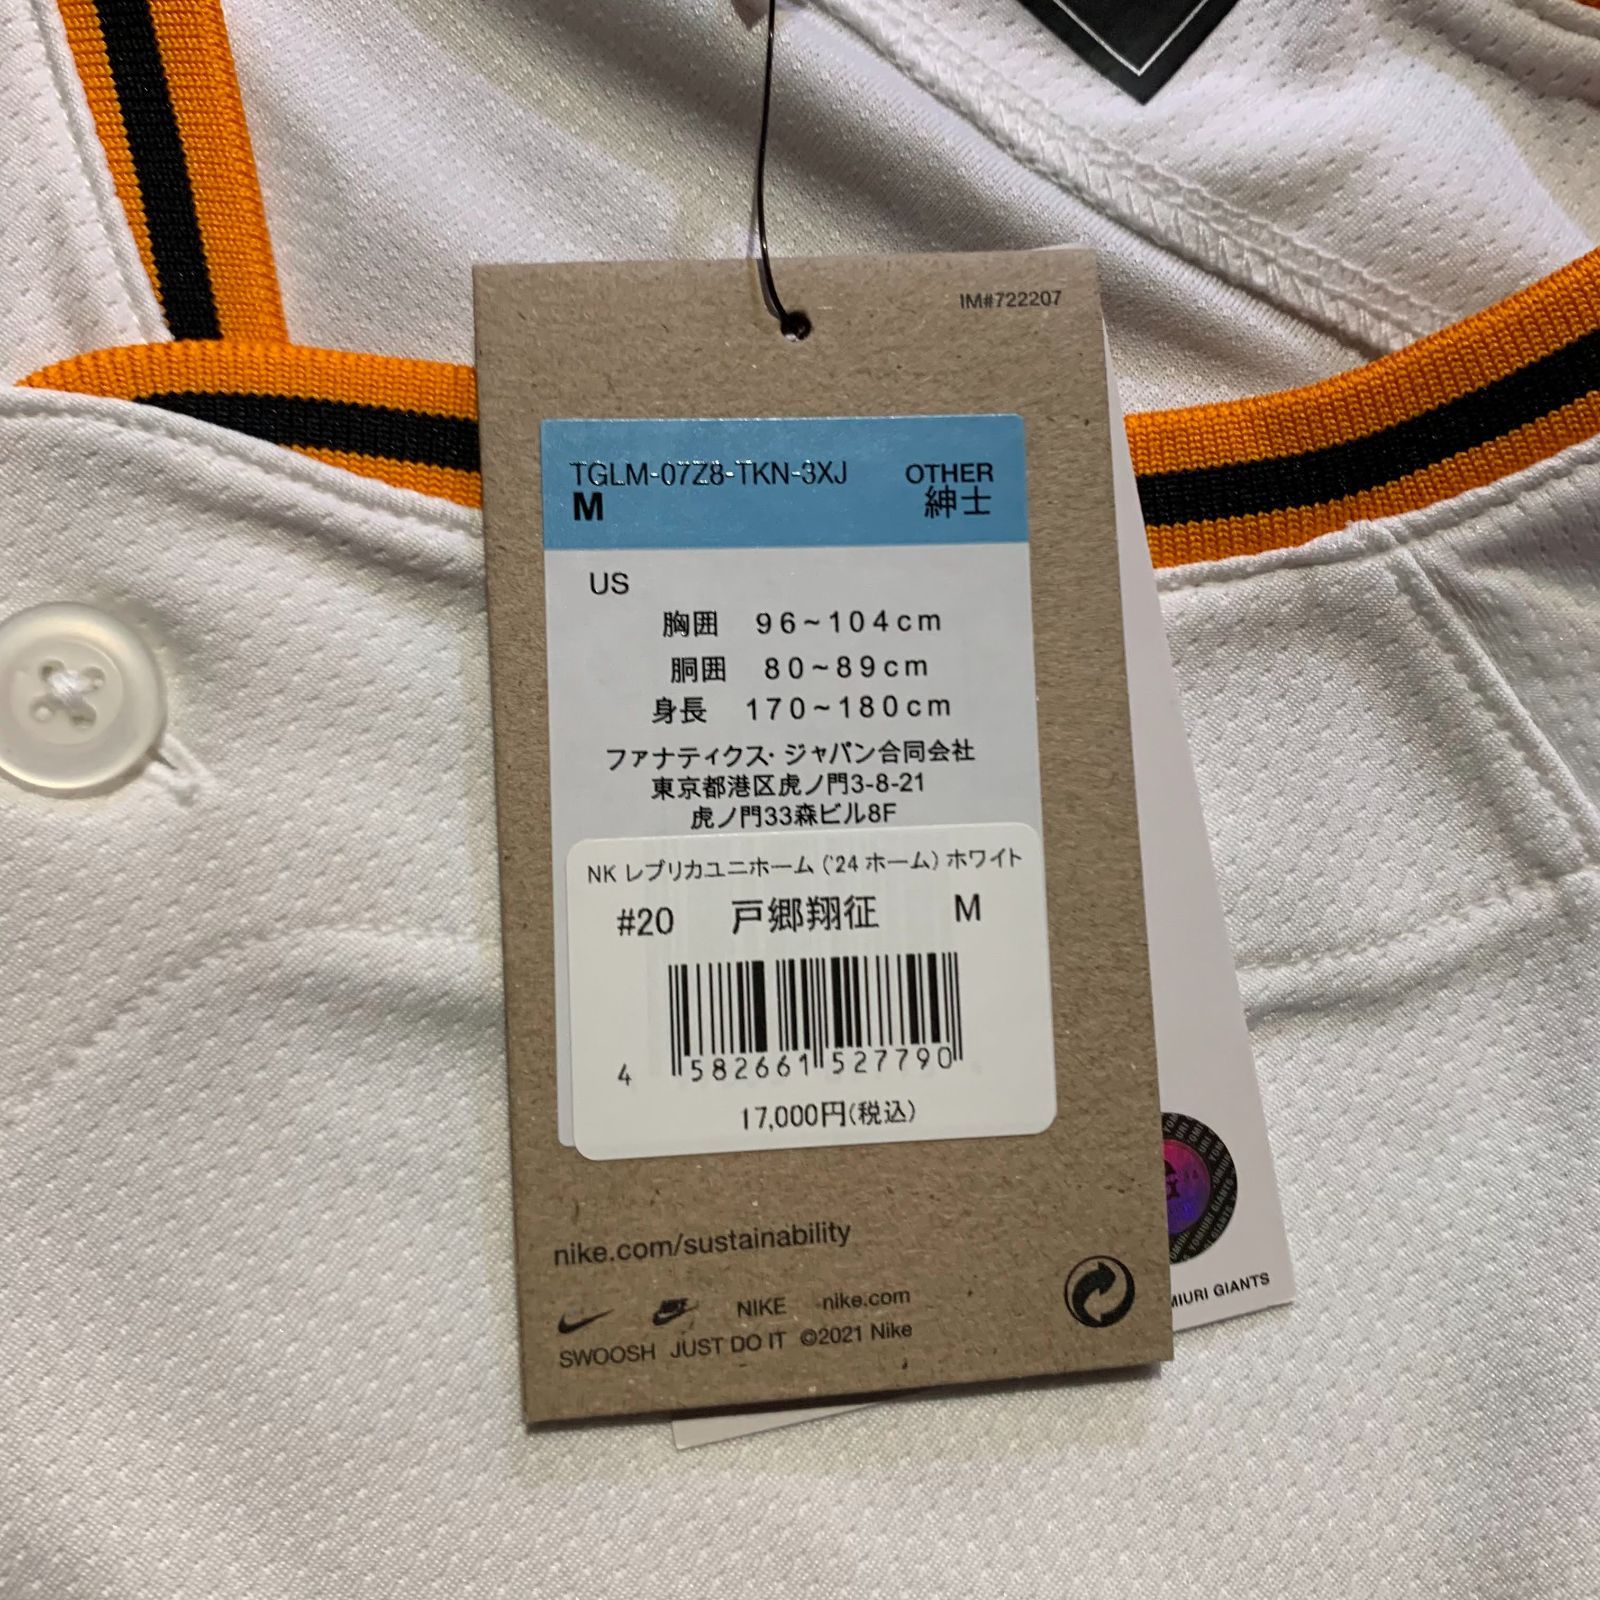 IM#722207
TGLM-07Z8-TKN-3XJ OTHER
M 紳士
US
胸囲 96~104cm
胴囲 80~89cm
身長 170~180cm
ファナティクス・ジャパン合同会社
東京都港区虎ノ門3-8-21
虎ノ門33森ビル8F
NK レプリカユニホーム ('24 ホーム) ホワイト
#20 戸郷翔征 M
4 582661 527790
17,000円(税込)
nike.com/sustainability
NIKE nike.com
SWOOSH JUST DO IT ©2021 Nike
YOMIURI GIANTS
MIURI GIANTS